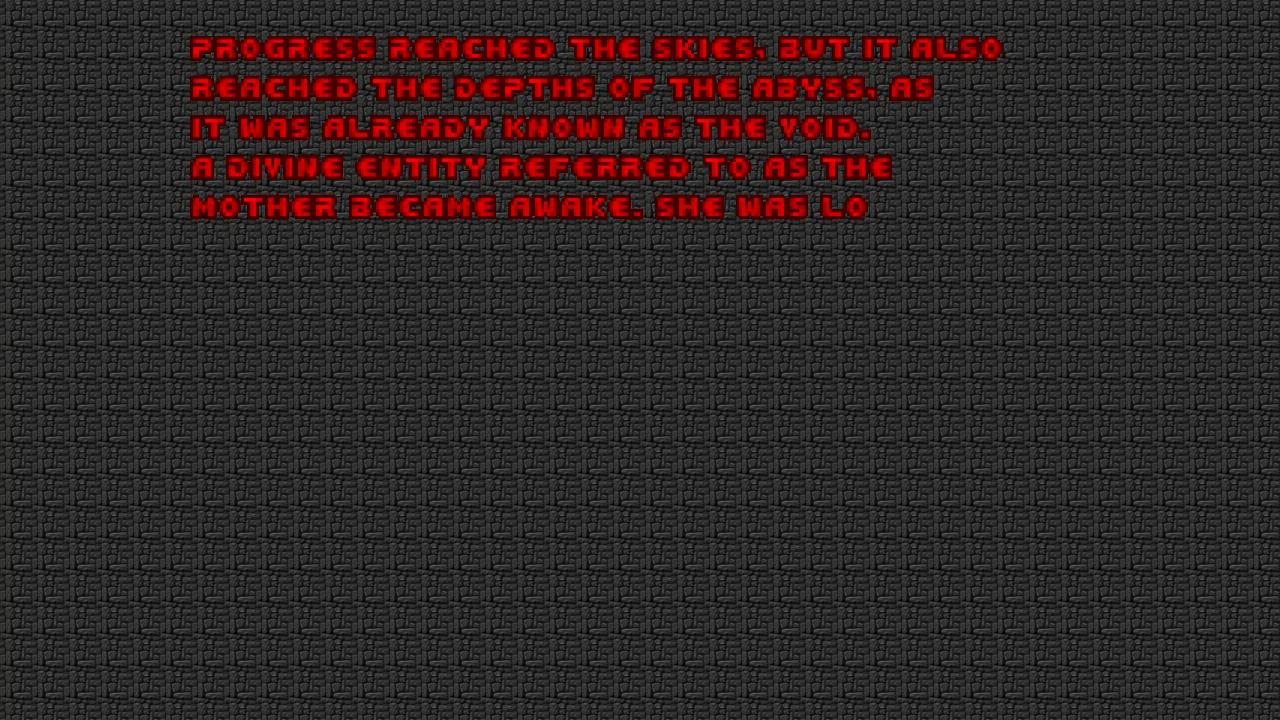 PROGRESS REACHED THE SKIES, BUT IT ALSO
REACHED THE DEPTHS OF THE ABYSS, AS
IT WAS ALREADY KNOWN AS THE VOID.
A DIVINE ENTITY REFERRED TO AS THE
MOTHER BECAME AWAKE. SHE WAS LO